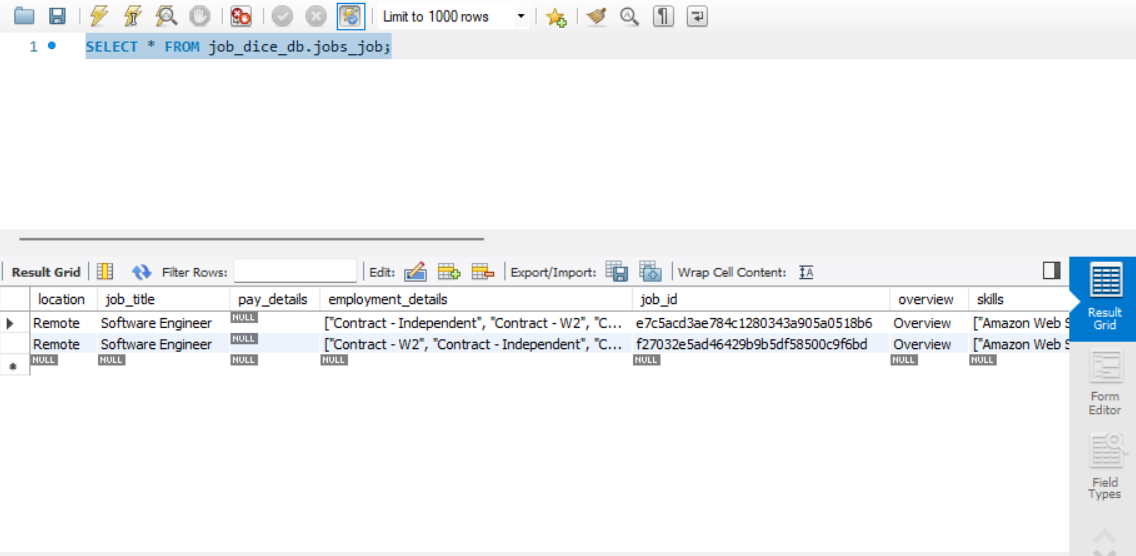 Limit to 1000 rows
1 SELECT * FROM job_dice_db.jobs_job;
Result Grid Filter Rows: Edit: Export/Import: Wrap Cell Content: IA
location job_title pay_details employment_details job_id overview skills
Remote Software Engineer NULL ["Contract - Independent", "Contract - W2", "C... e7c5acd3ae784c1280343a905a0518b6 Overview ["Amazon Web S
Remote Software Engineer NULL ["Contract - W2", "Contract - Independent", "C... f27032e5ad46429b9b5df58500c9f6bd Overview ["Amazon Web S
NULL NULL NULL NULL NULL NULL NULL
Result
Grid
Form
Editor
Field
Types